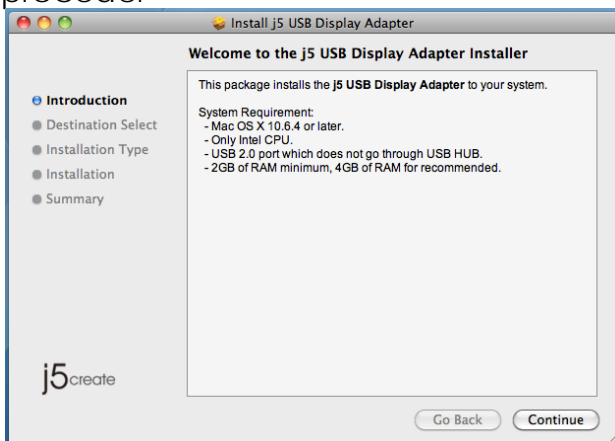 Install j5 USB Display Adapter
Welcome to the j5 USB Display Adapter Installer
Introduction
Destination Select
Installation Type
Installation
Summary
This package installs the j5 USB Display Adapter to your system.
System Requirement:
- Mac OS X 10.6.4 or later.
- Only Intel CPU.
- USB 2.0 port which does not go through USB HUB.
- 2GB of RAM minimum, 4GB of RAM for recommended.
j5create
Go Back
Continue